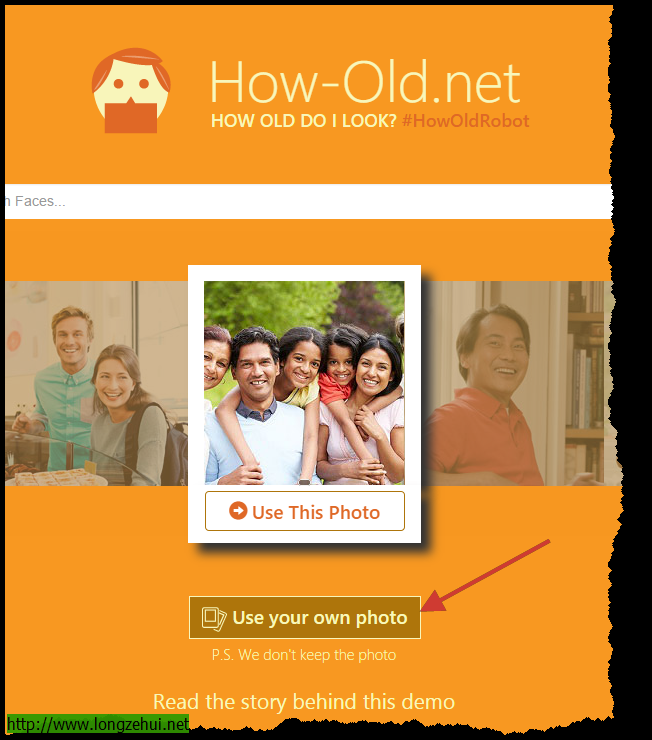 How-Old.net
HOW OLD DO I LOOK? #HowOldRobot
Faces...
Use This Photo
Use your own photo
P.S. We don't keep the photo
Read the story behind this demo
http://www.longzehui.net